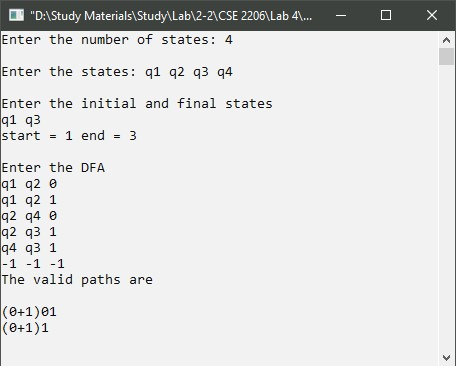 "D:\Study Materials\Study\Lab\2-2\CSE 2206\Lab 4\...
Enter the number of states: 4
Enter the states: q1 q2 q3 q4
Enter the initial and final states
q1 q3
start = 1 end = 3
Enter the DFA
q1 q2 0
q1 q2 1
q2 q4 0
q2 q3 1
q4 q3 1
-1 -1 -1
The valid paths are
(0+1)01
(0+1)1